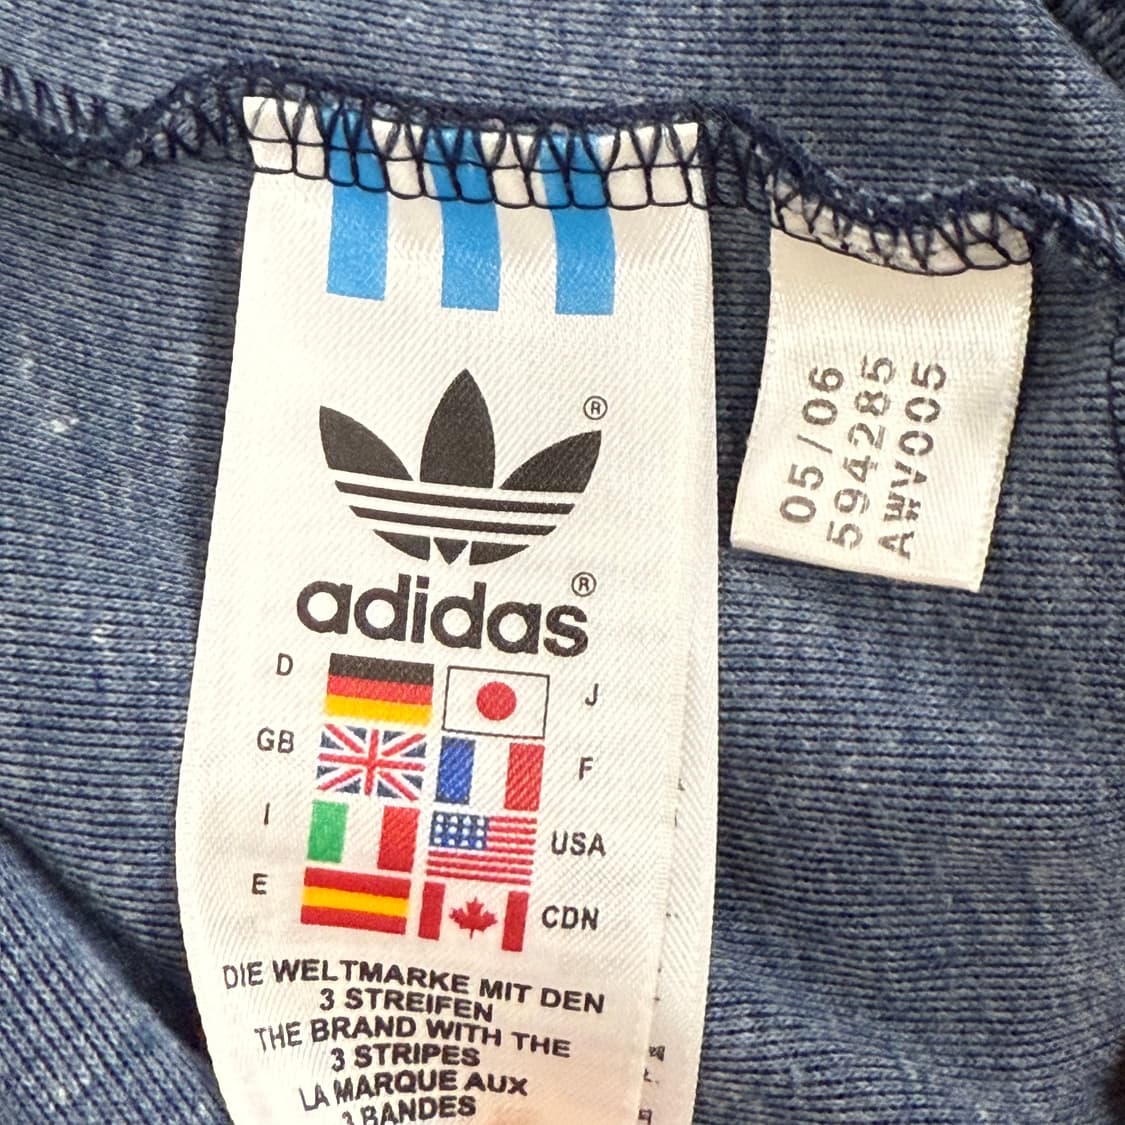 ®
adidas®
D J
GB F
I USA
E CDN
DIE WELTMARKE MIT DEN
3 STREIFEN
THE BRAND WITH THE
3 STRIPES
LA MARQUE AUX
3 BANDES
05/06
594285
AWV005